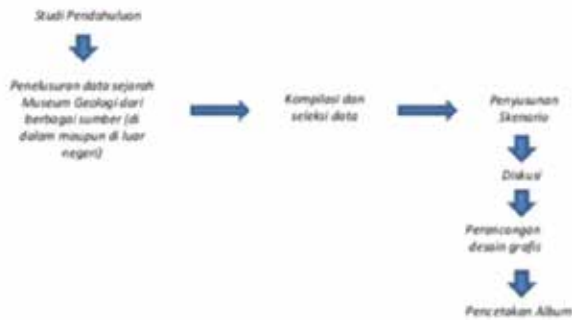 Studi Pendahuluan
Penelusuran data sejarah
Museum Geologi dari
berbagai sumber (di
dalam maupun di luar
negeri)
Kompilasi dan
seleksi data
Penyusunan
Skenario
Diskusi
Perancangan
desain grafis
Pencetakan Album